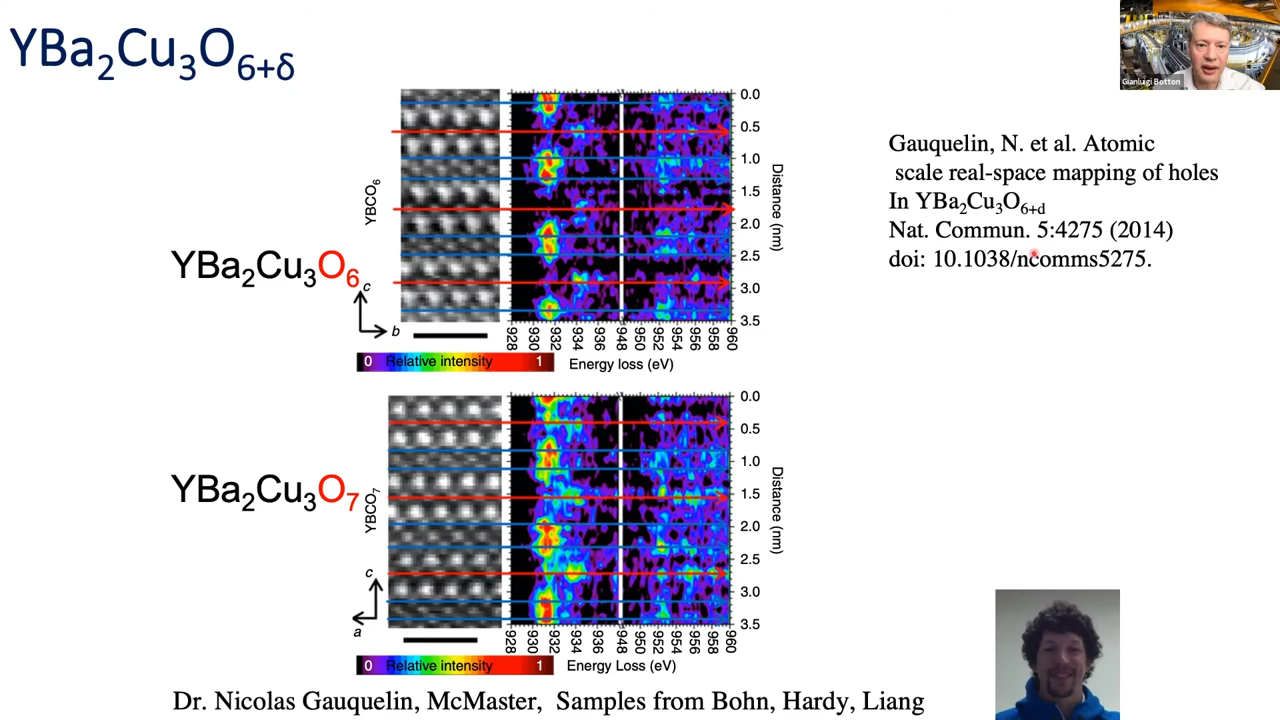 YBa₂Cu₃O₆₊δ
Gianluigi Botton
Gauquelin, N. et al. Atomic
scale real-space mapping of holes
In YBa₂Cu₃O₆₊d
Nat. Commun. 5:4275 (2014)
doi: 10.1038/ncomms5275.
YBa₂Cu₃O₆
YBCO₆
c
b
0.0
0.5
1.0
1.5
2.0
2.5
3.0
3.5
Distance (nm)
928 930 932 934 936 948 950 952 954 956 958 960
0 Relative intensity 1
Energy loss (eV)
YBa₂Cu₃O₇
YBCO₇
c
a
0.0
0.5
1.0
1.5
2.0
2.5
3.0
3.5
Distance (nm)
928 930 932 934 936 948 950 952 954 956 958 960
0 Relative intensity 1
Energy Loss (eV)
Dr. Nicolas Gauquelin, McMaster, Samples from Bohn, Hardy, Liang